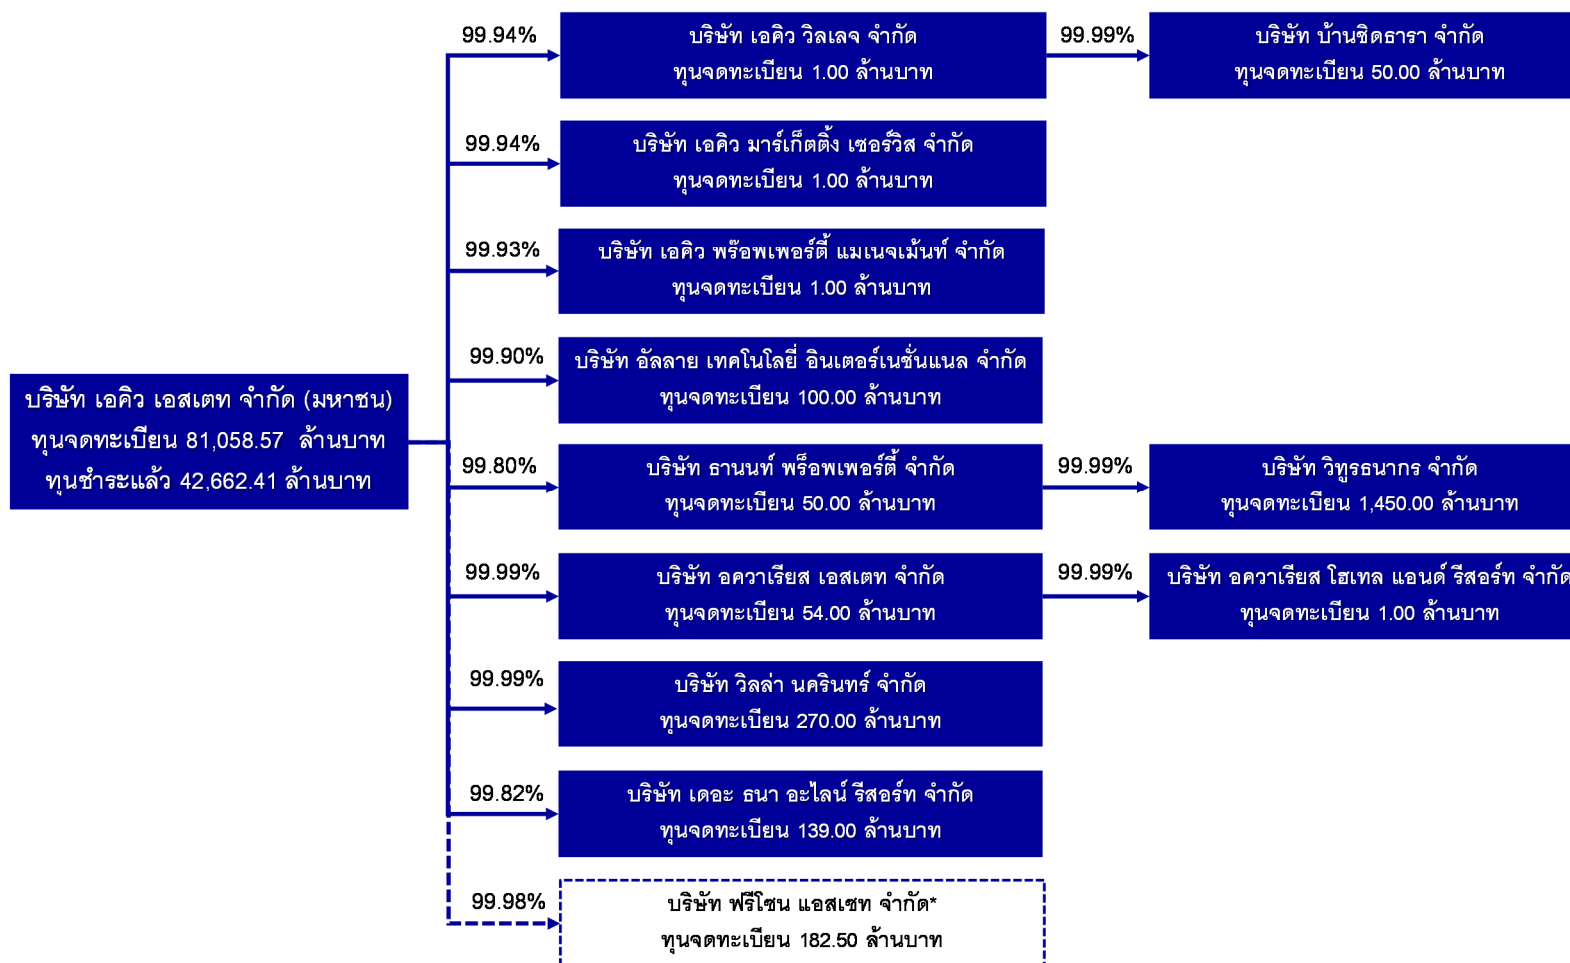 99.94%
บริษัท เอคิว วิลเลจ จำกัด
ทุนจดทะเบียน 1.00 ล้านบาท
99.99%
บริษัท บ้านชิดธารา จำกัด
ทุนจดทะเบียน 50.00 ล้านบาท
99.94%
บริษัท เอคิว มาร์เก็ตติ้ง เซอร์วิส จำกัด
ทุนจดทะเบียน 1.00 ล้านบาท
99.93%
บริษัท เอคิว พร๊อพเพอร์ตี้ แมเนจเม้นท์ จำกัด
ทุนจดทะเบียน 1.00 ล้านบาท
99.90%
บริษัท อัลลาย เทคโนโลยี่ อินเตอร์เนชั่นแนล จำกัด
ทุนจดทะเบียน 100.00 ล้านบาท
บริษัท เอคิว เอสเตท จำกัด (มหาชน)
ทุนจดทะเบียน 81,058.57 ล้านบาท
ทุนชำระแล้ว 42,662.41 ล้านบาท
99.80%
บริษัท ธานนท์ พร็อพเพอร์ตี้ จำกัด
ทุนจดทะเบียน 50.00 ล้านบาท
99.99%
บริษัท วิทูรธนากร จำกัด
ทุนจดทะเบียน 1,450.00 ล้านบาท
99.99%
บริษัท อควาเรียส เอสเตท จำกัด
ทุนจดทะเบียน 54.00 ล้านบาท
99.99%
บริษัท อควาเรียส โฮเทล แอนด์ รีสอร์ท จำกัด
ทุนจดทะเบียน 1.00 ล้านบาท
99.99%
บริษัท วิลล่า นครินทร์ จำกัด
ทุนจดทะเบียน 270.00 ล้านบาท
99.82%
บริษัท เดอะ ธนา อะไลน์ รีสอร์ท จำกัด
ทุนจดทะเบียน 139.00 ล้านบาท
99.98%
บริษัท ฟรีโซน แอสเซท จำกัด*
ทุนจดทะเบียน 182.50 ล้านบาท